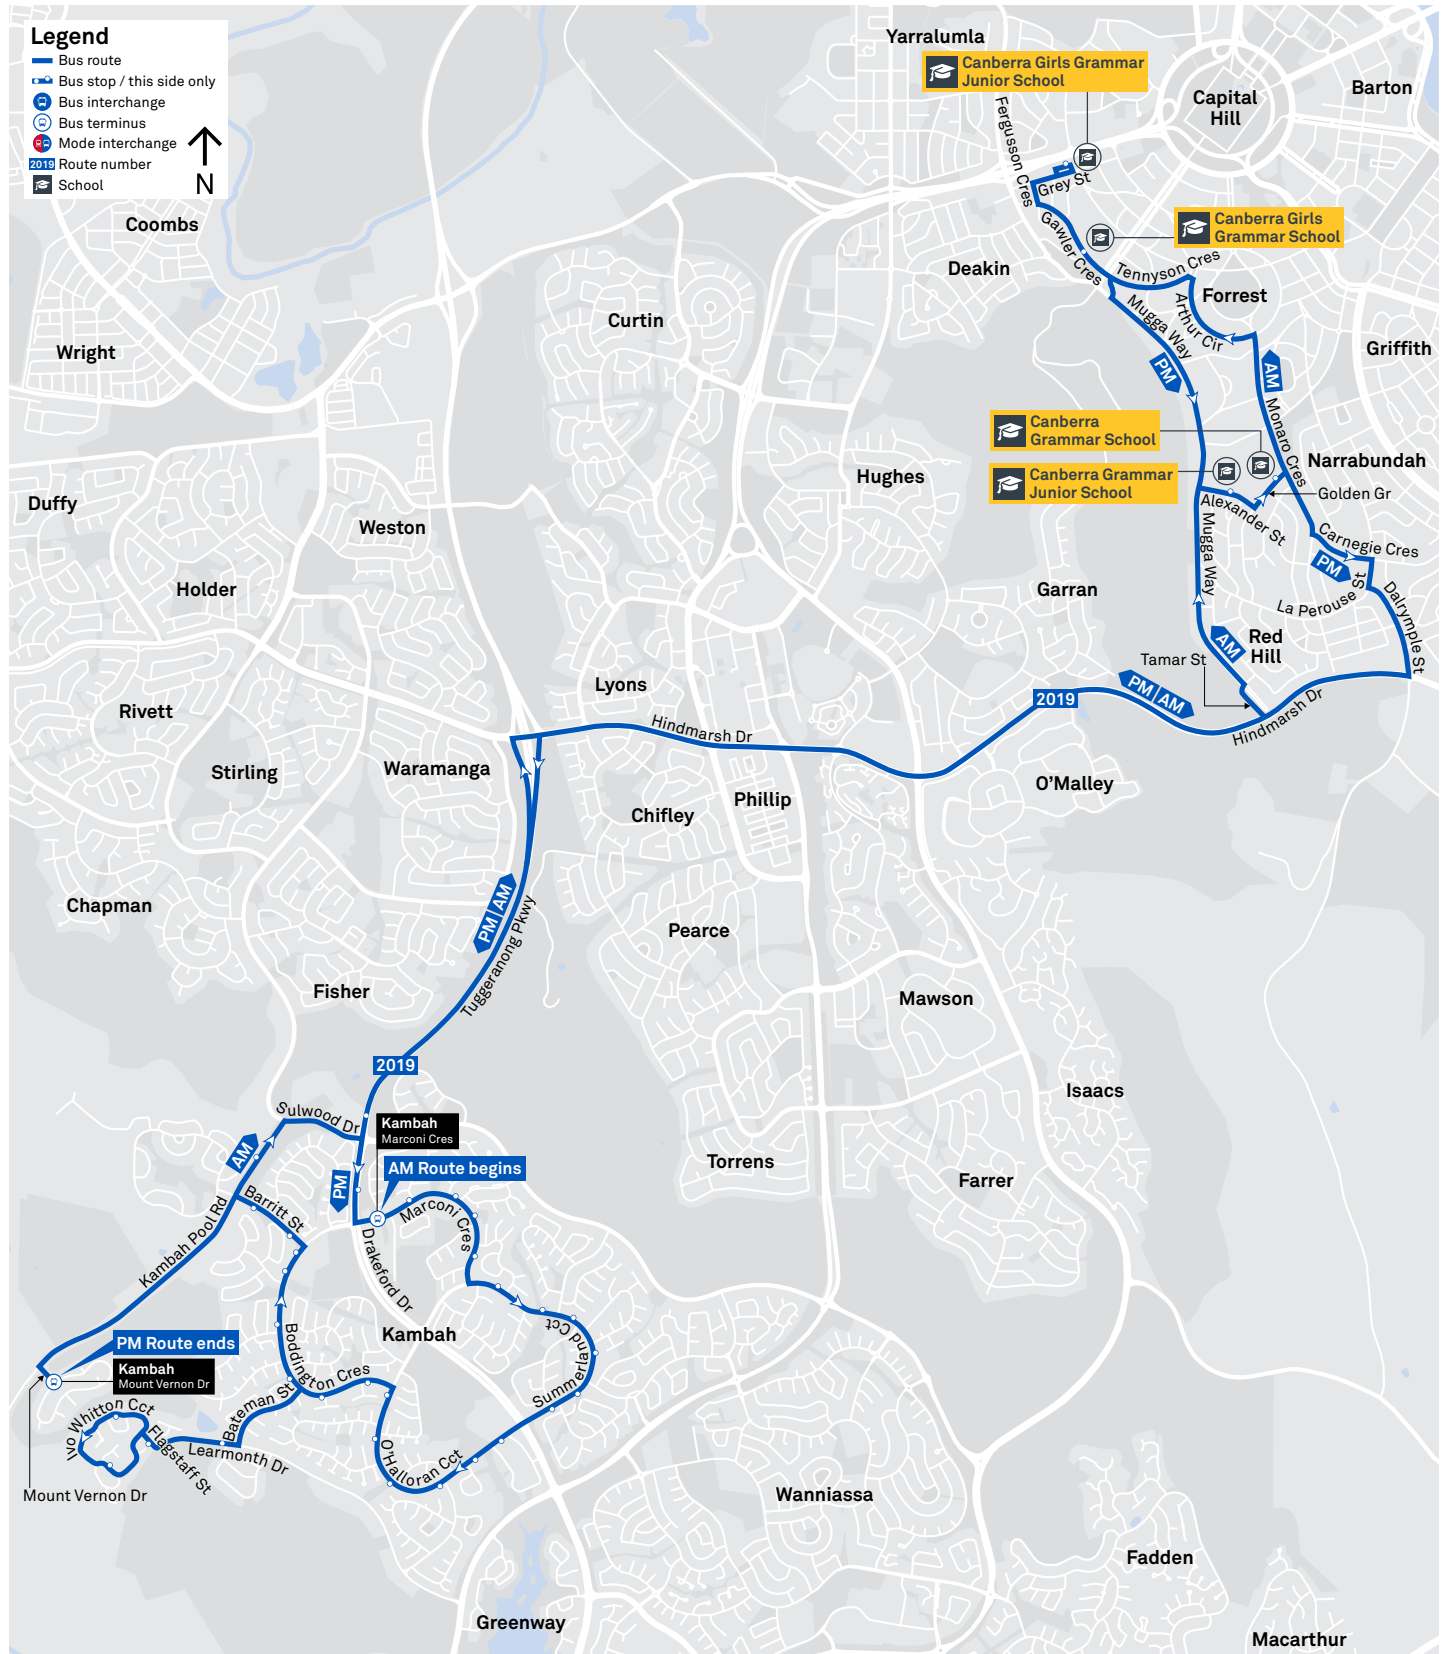 Legend
Bus route
Bus stop / this side only
Bus interchange
Bus terminus
Mode interchange
2019 Route number
School
N
Yarralumla
Canberra Girls Grammar
Junior School
Capital
Hill
Barton
Fergusson Cres
Grey St
Coombs
Canberra Girls
Grammar School
Gawler Cres
Tennyson Cres
Deakin
Forrest
Curtin
Mugga Way
Arthur Cir
Wright
Griffith
PM
AM
Monaro Cres
Canberra
Grammar School
Narrabundah
Hughes
Canberra Grammar
Junior School
Golden Gr
Duffy
Alexander St
Weston
Mugga Way
Carnegie Cres
PM
Holder
Garran
La Perouse St
Dalrymple St
AM
Red
Hill
Tamar St
Lyons
PM AM
2019
Rivett
Hindmarsh Dr
Hindmarsh Dr
Stirling
Waramanga
O'Malley
Phillip
Chifley
Chapman
PM AM
Tuggeranong Pkwy
Pearce
Fisher
Mawson
2019
Isaacs
Sulwood Dr
Kambah
Marconi Cres
AM
AM Route begins
Torrens
Farrer
PM
Barritt St
Marconi Cres
Kambah Pool Rd
Drakeford Dr
Kambah
Summerland Cct
PM Route ends
Kambah
Mount Vernon Dr
Boddington Cres
Bateman St
Ivo Whitton Cct
Flagstaff St
Learmonth Dr
O'Halloran Cct
Mount Vernon Dr
Wanniassa
Fadden
Greenway
Macarthur